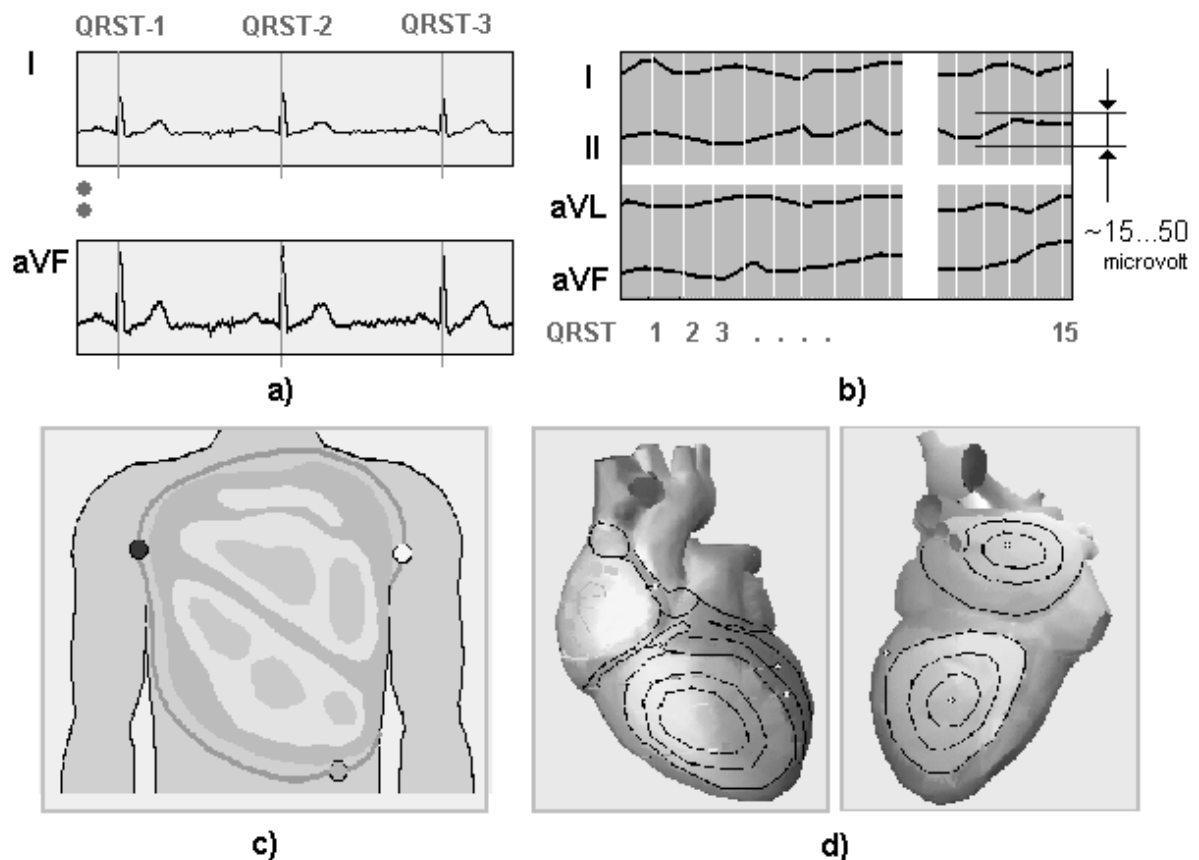 QRST-1 QRST-2 QRST-3
I
aVF
a)
I
II
aVL
aVF
~15...50
microvolt
QRST 1 2 3 . . . . 15
b)
c)
d)